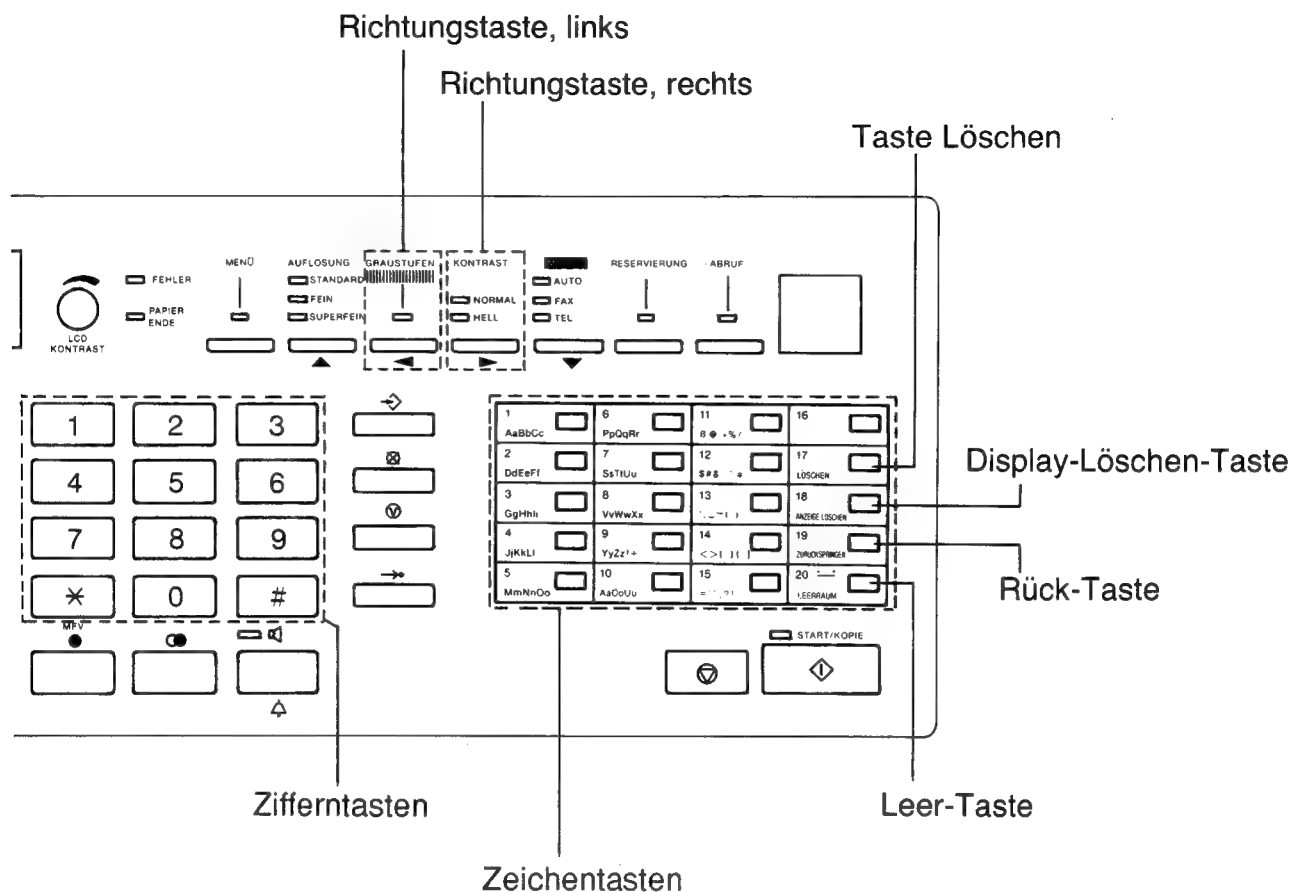 Richtungstaste, links
Richtungstaste, rechts
Taste Löschen
MENÜ AUFLOSUNG GRAUSTUFEN KONTRAST RESERVIERUNG ABRUF
FEHLER STANDARD AUTO
FEIN NORMAL FAX
PAPIER ENDE SUPERFEIN HELL TEL
LCD
KONTRAST
1 2 3
4 5 6
7 8 9
* 0 #
MFV
1 6 11 16
AaBbCc PpQqRr
2 7 12 17
DdEeFf SsTtUu LÖSCHEN
3 8 13 18
GgHhIi VvWwXx ANZEIGE LÖSCHEN
4 9 14 19
JjKkLl YyZz!+ ZURÜCKSPRINGEN
5 10 15 20
MmNnOo AaOoUu LEERRAUM
START/KOPIE
Display-Löschen-Taste
Rück-Taste
Leer-Taste
Zifferntasten
Zeichentasten